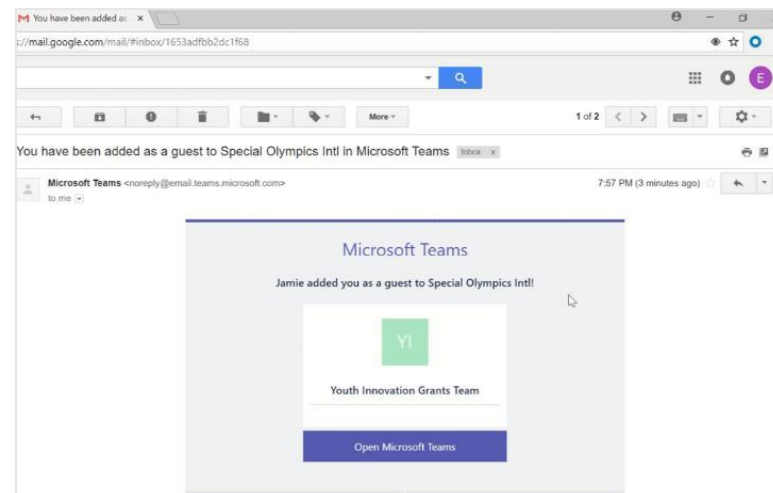 You have been added as
://mail.google.com/mail/#inbox/1653adfbb2dc1f68
E
More
1 of 2
You have been added as a guest to Special Olympics Intl in Microsoft Teams Inbox x
Microsoft Teams <noreply@email.teams.microsoft.com> 7:57 PM (3 minutes ago)
to me
Microsoft Teams
Jamie added you as a guest to Special Olympics Intl!
YI
Youth Innovation Grants Team
Open Microsoft Teams